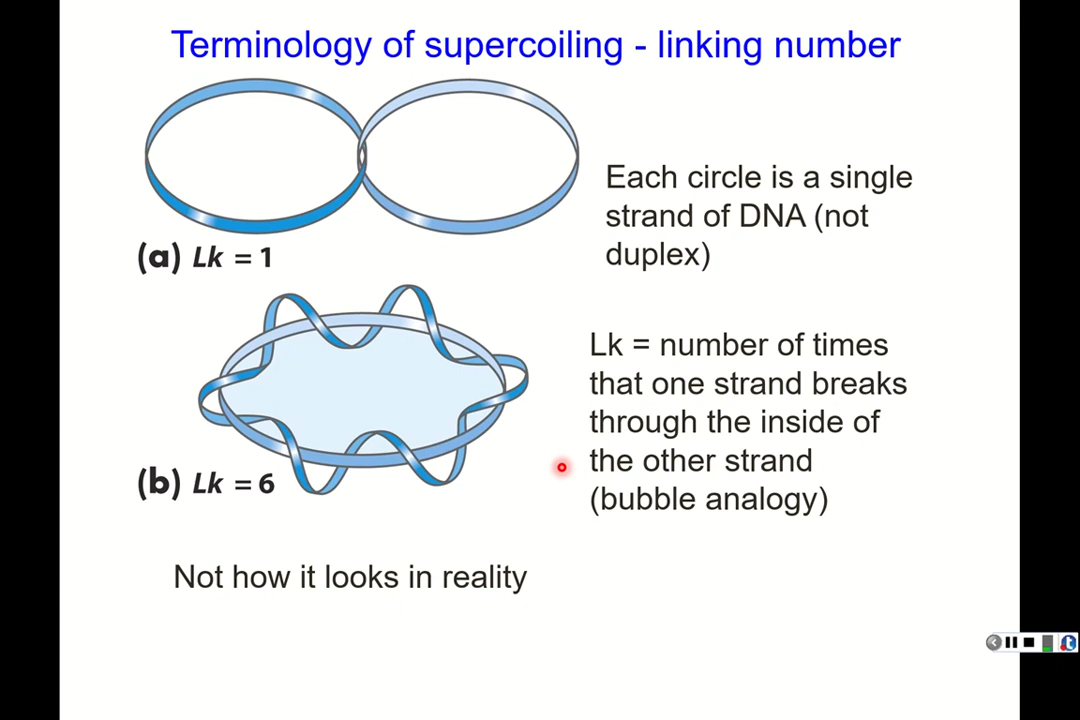 Terminology of supercoiling - linking number
Each circle is a single
strand of DNA (not
duplex)
(a) Lk = 1
Lk = number of times
that one strand breaks
through the inside of
the other strand
(bubble analogy)
(b) Lk = 6
Not how it looks in reality
t